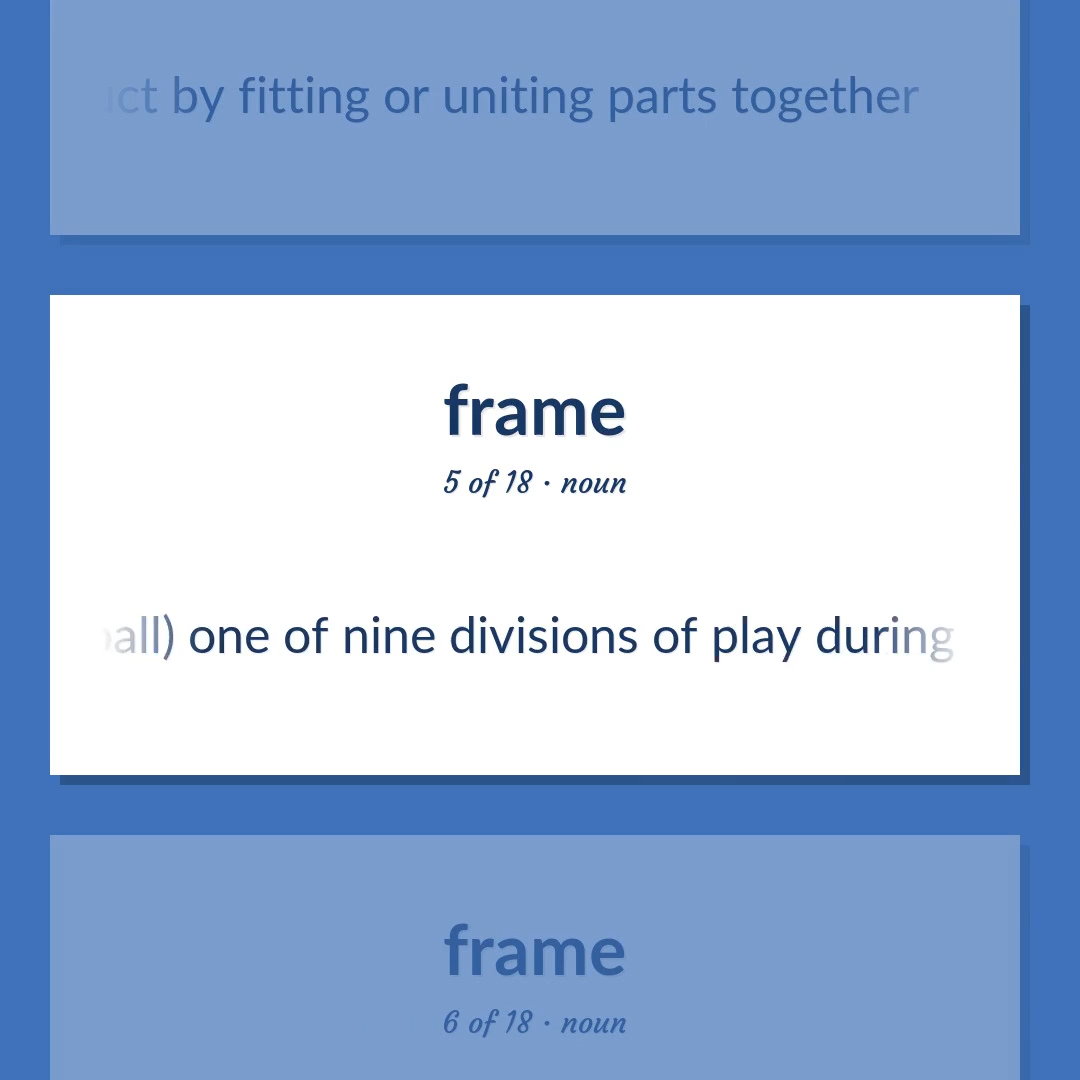 by fitting or uniting parts together
frame
5 of 18 · noun
all) one of nine divisions of play during
frame
6 of 18 · noun